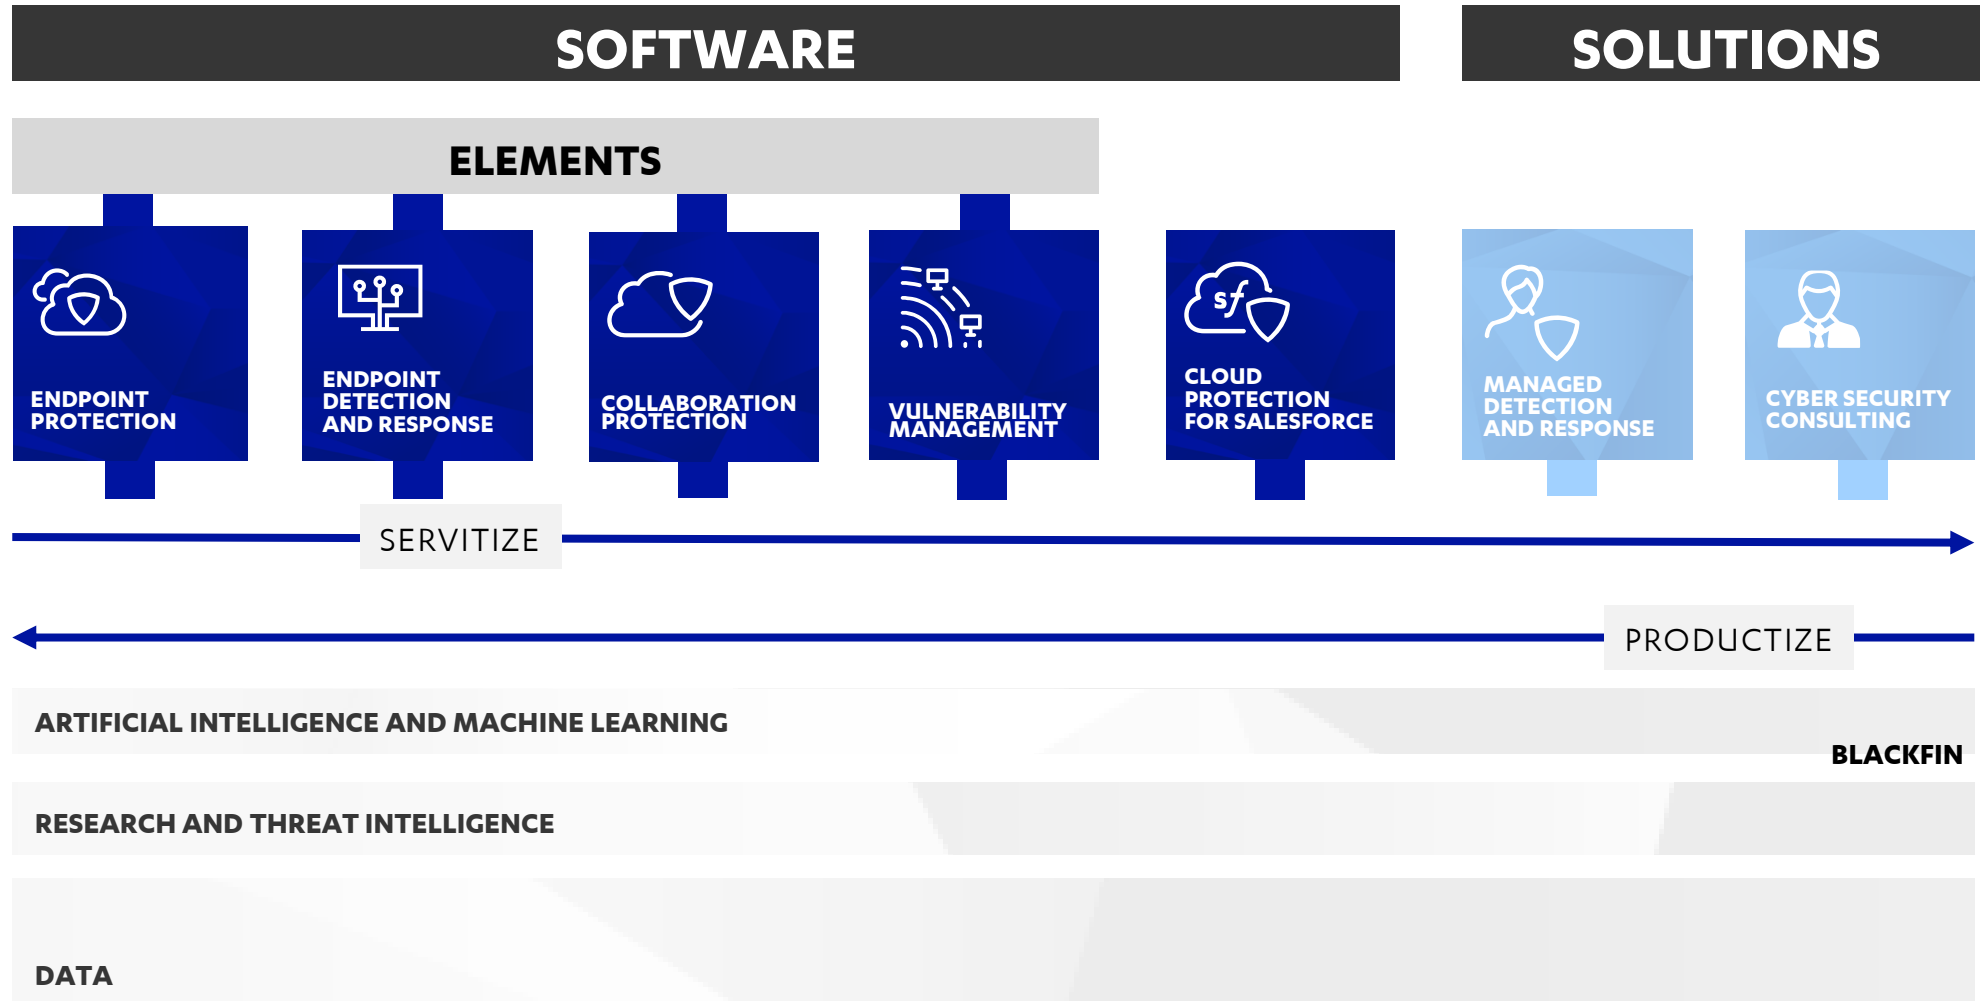 SOFTWARE
SOLUTIONS
ELEMENTS
ENDPOINT
PROTECTION
ENDPOINT
DETECTION
AND RESPONSE
COLLABORATION
PROTECTION
VULNERABILITY
MANAGEMENT
sf
CLOUD
PROTECTION
FOR SALESFORCE
MANAGED
DETECTION
AND RESPONSE
CYBER SECURITY
CONSULTING
SERVITIZE
PRODUCTIZE
ARTIFICIAL INTELLIGENCE AND MACHINE LEARNING
BLACKFIN
RESEARCH AND THREAT INTELLIGENCE
DATA